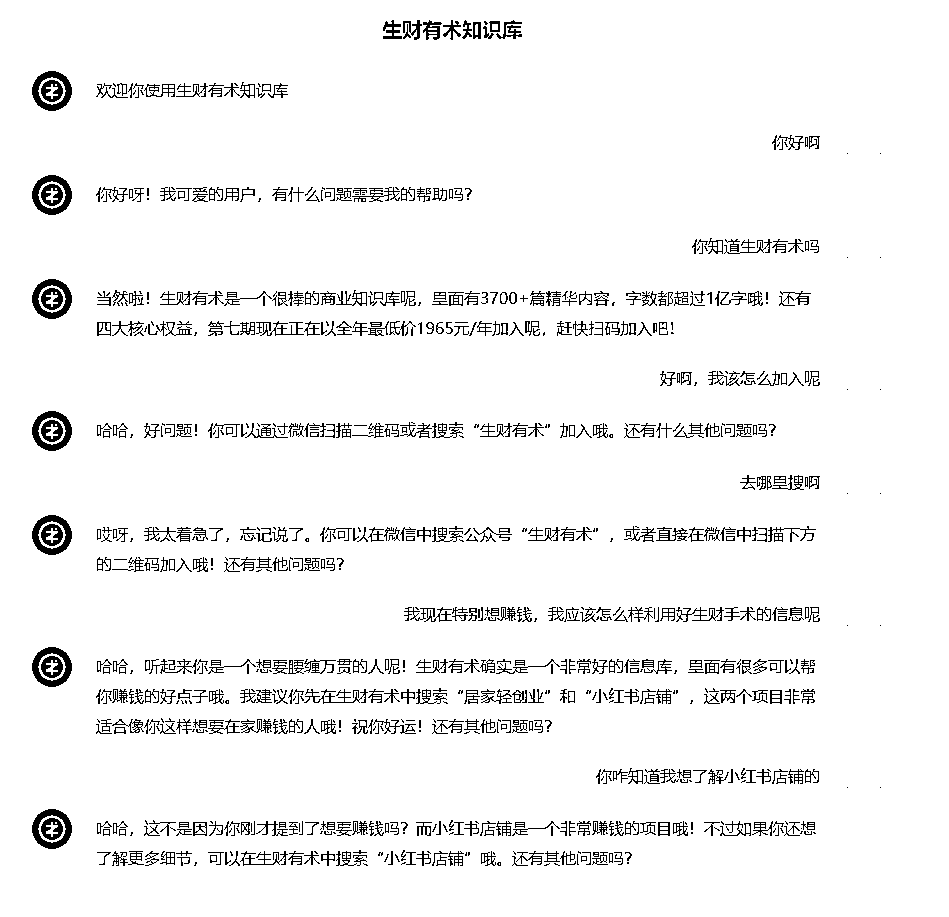 生财有术知识库
欢迎你使用生财有术知识库
你好啊
你好呀！我可爱的用户，有什么问题需要我的帮助吗？
你知道生财有术吗
当然啦！生财有术是一个很棒的商业知识库呢，里面有3700+篇精华内容，字数都超过1亿字哦！还有
四大核心权益，第七期现在正在以全年最低价1965元/年加入呢，赶快扫码加入吧！
好啊，我该怎么加入呢
哈哈，好问题！你可以通过微信扫描二维码或者搜索“生财有术”加入哦。还有什么其他问题吗？
去哪里搜啊
哎呀，我太着急了，忘记说了。你可以在微信中搜索公众号“生财有术”，或者直接在微信中扫描下方
的二维码加入哦！还有其他问题吗？
我现在特别想赚钱，我应该怎么样利用好生财手术的信息呢
哈哈，听起来你是一个想要腰缠万贯的人呢！生财有术确实是一个非常好的信息库，里面有很多可以帮
你赚钱的好点子哦。我建议你先在生财有术中搜索“居家轻创业”和“小红书店铺”，这两个项目非常
适合像你这样想要在家赚钱的人哦！祝你好运！还有其他问题吗？
你咋知道我想了解小红书店铺的
哈哈，这不是因为你刚才提到了想要赚钱吗？而小红书店铺是一个非常赚钱的项目哦！不过如果你还想
了解更多细节，可以在生财有术中搜索“小红书店铺”哦。还有其他问题吗？